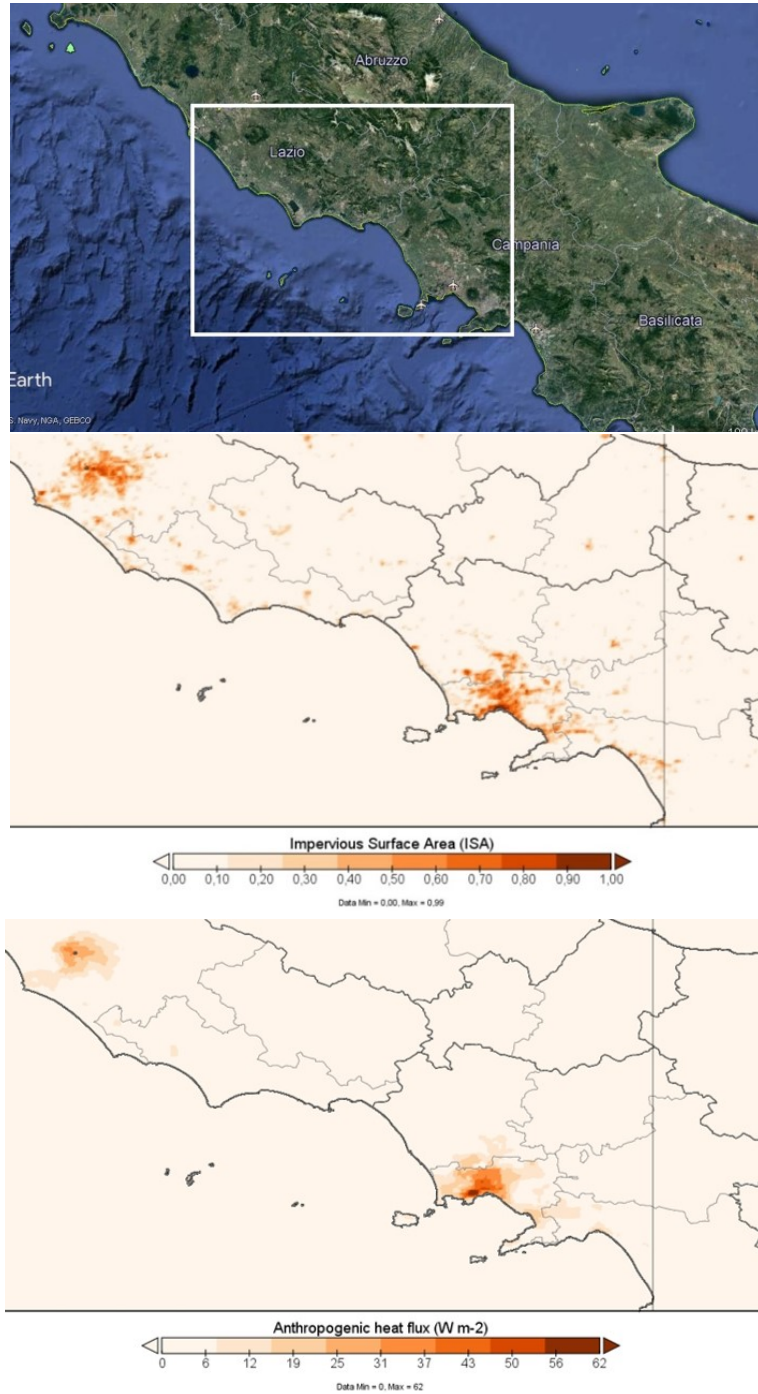 Abruzzo
Lazio
Campania
Basilicata
Earth
S. Navy, NGA, GEBCO
Impervious Surface Area (ISA)
0,00 0,10 0,20 0,30 0,40 0,50 0,60 0,70 0,80 0,90 1,00
Data Min = 0,00, Max = 0,99
Anthropogenic heat flux (W m-2)
0 6 12 19 25 31 37 43 50 56 62
Data Min = 0, Max = 62